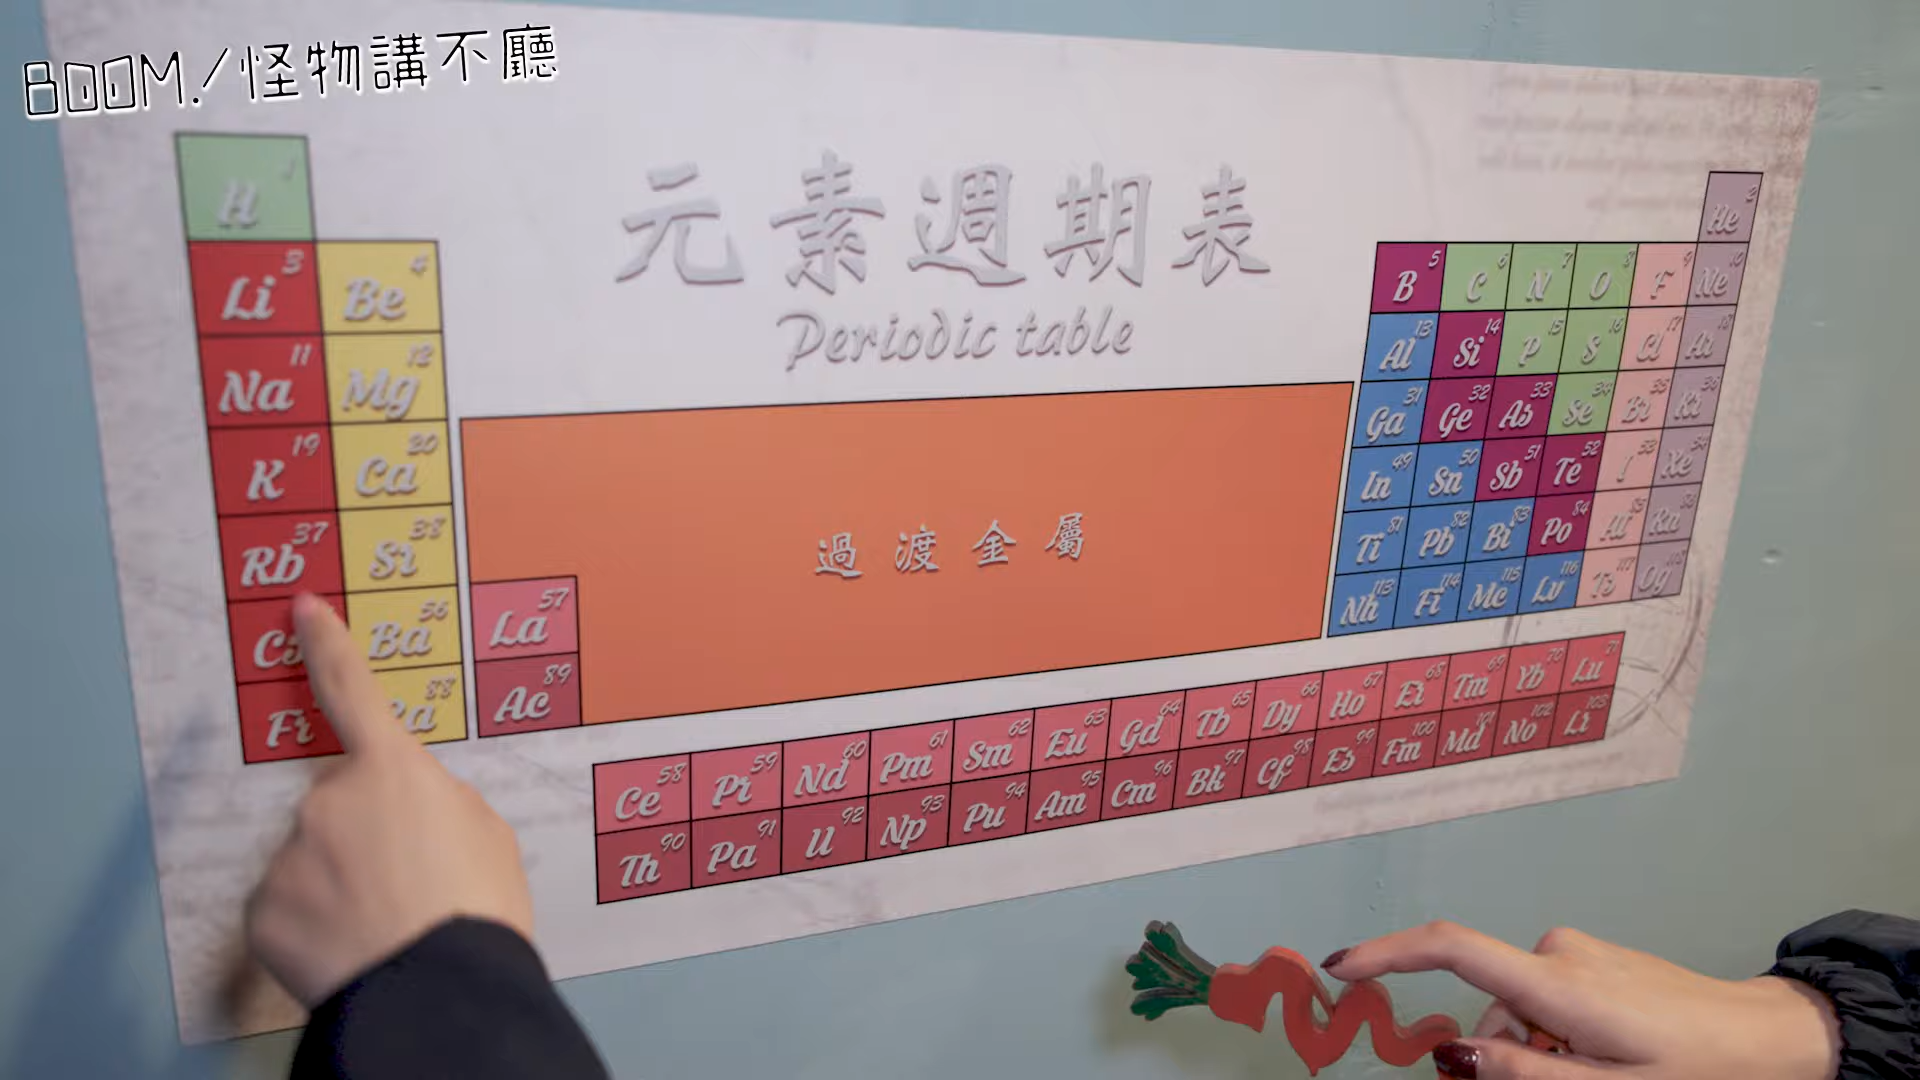 BOOM./怪物講不聽
元素週期表
Periodic table
H 1
He 2
Li 3 Be 4 B 5 C 6 N 7 O 8 F 9 Ne 10
Na 11 Mg 12 Al 13 Si 14 P 15 S 16 Cl 17 Ar 18
K 19 Ca 20 Ga 31 Ge 32 As 33 Se 34 Br 35 Kr 36
Rb 37 Sr 38 In 49 Sn 50 Sb 51 Te 52 I 53 Xe 54
Cs Ba 56 La 57 Ti 81 Pb 82 Bi 83 Po 84 At 85 Rn 86
Fr 88 Ac 89 Nh 113 Fi 114 Mc 115 Lv 116 Ts 117 Og 118
過渡金屬
Ce 58 Pr 59 Nd 60 Pm 61 Sm 62 Eu 63 Gd 64 Tb 65 Dy 66 Ho 67 Er 68 Tm 69 Yb 70 Lu 71
Th 90 Pa 91 U 92 Np 93 Pu 94 Am 95 Cm 96 Bk 97 Cf 98 Es 99 Fm 100 Md 101 No 102 Lr 103